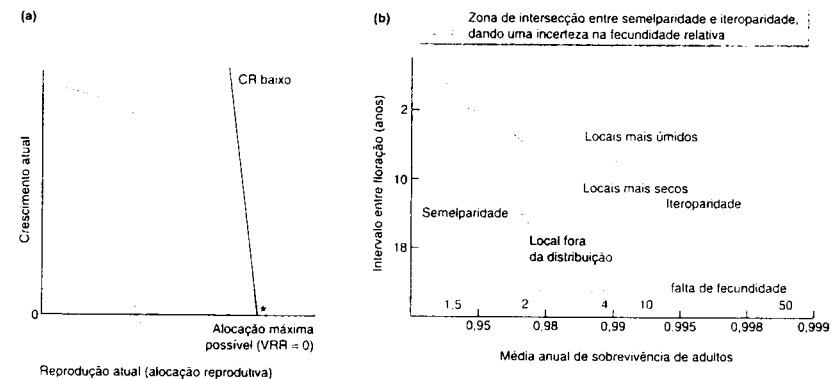 (a)
CR baixo
Crescimento atual
0
*
Alocação máxima
possível (VRR = 0)
Reprodução atual (alocação reprodutiva)
(b)
Zona de intersecção entre semelparidade e iteroparidade,
dando uma incerteza na fecundidade relativa
Intervalo entre floração (anos)
2
10
18
Locais mais úmidos
Locais mais secos
Iteroparidade
Semelparidade
Local fora
da distribuição
falta de fecundidade
1,5 2 4 10 50
0,95 0,98 0,99 0,995 0,998 0,999
Média anual de sobrevivência de adultos